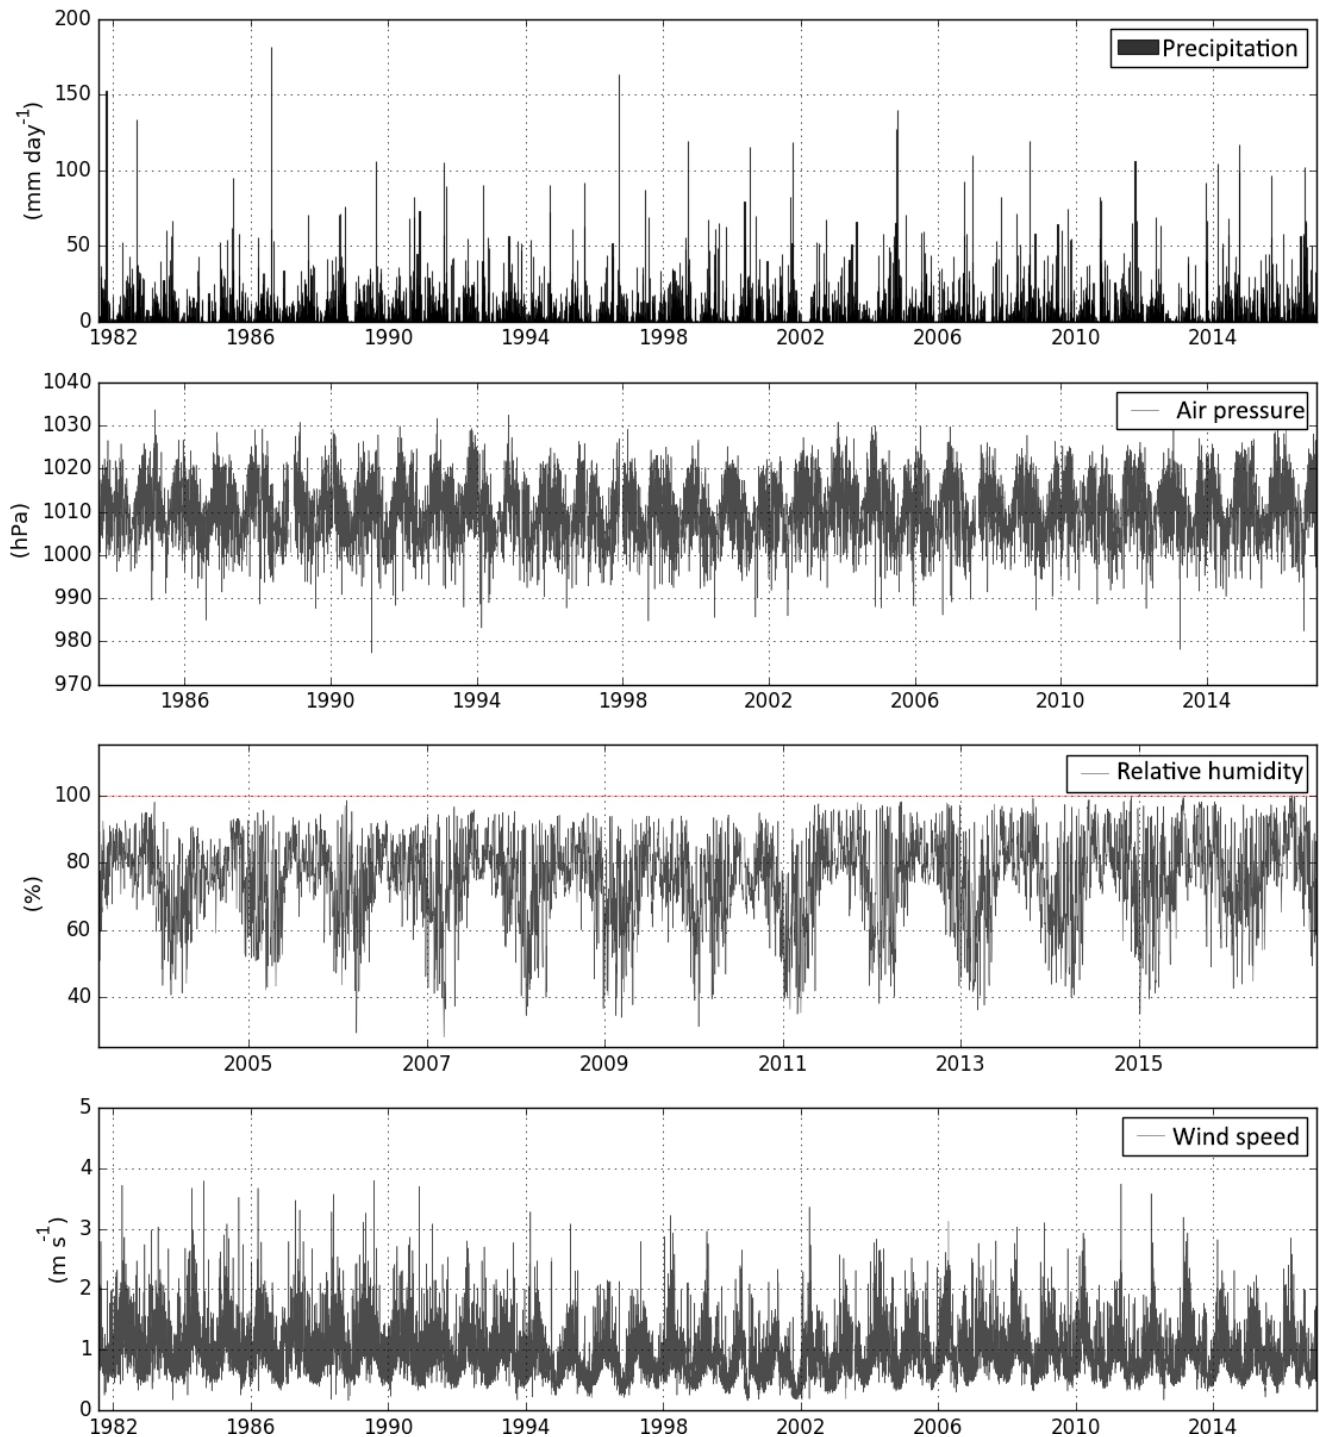 200
150
100
50
0
(mm day-1)
Precipitation
1982 1986 1990 1994 1998 2002 2006 2010 2014
1040
1030
1020
1010
1000
990
980
970
(hPa)
Air pressure
1986 1990 1994 1998 2002 2006 2010 2014
100
80
60
40
(%)
Relative humidity
2005 2007 2009 2011 2013 2015
5
4
3
2
1
0
(m s-1)
Wind speed
1982 1986 1990 1994 1998 2002 2006 2010 2014